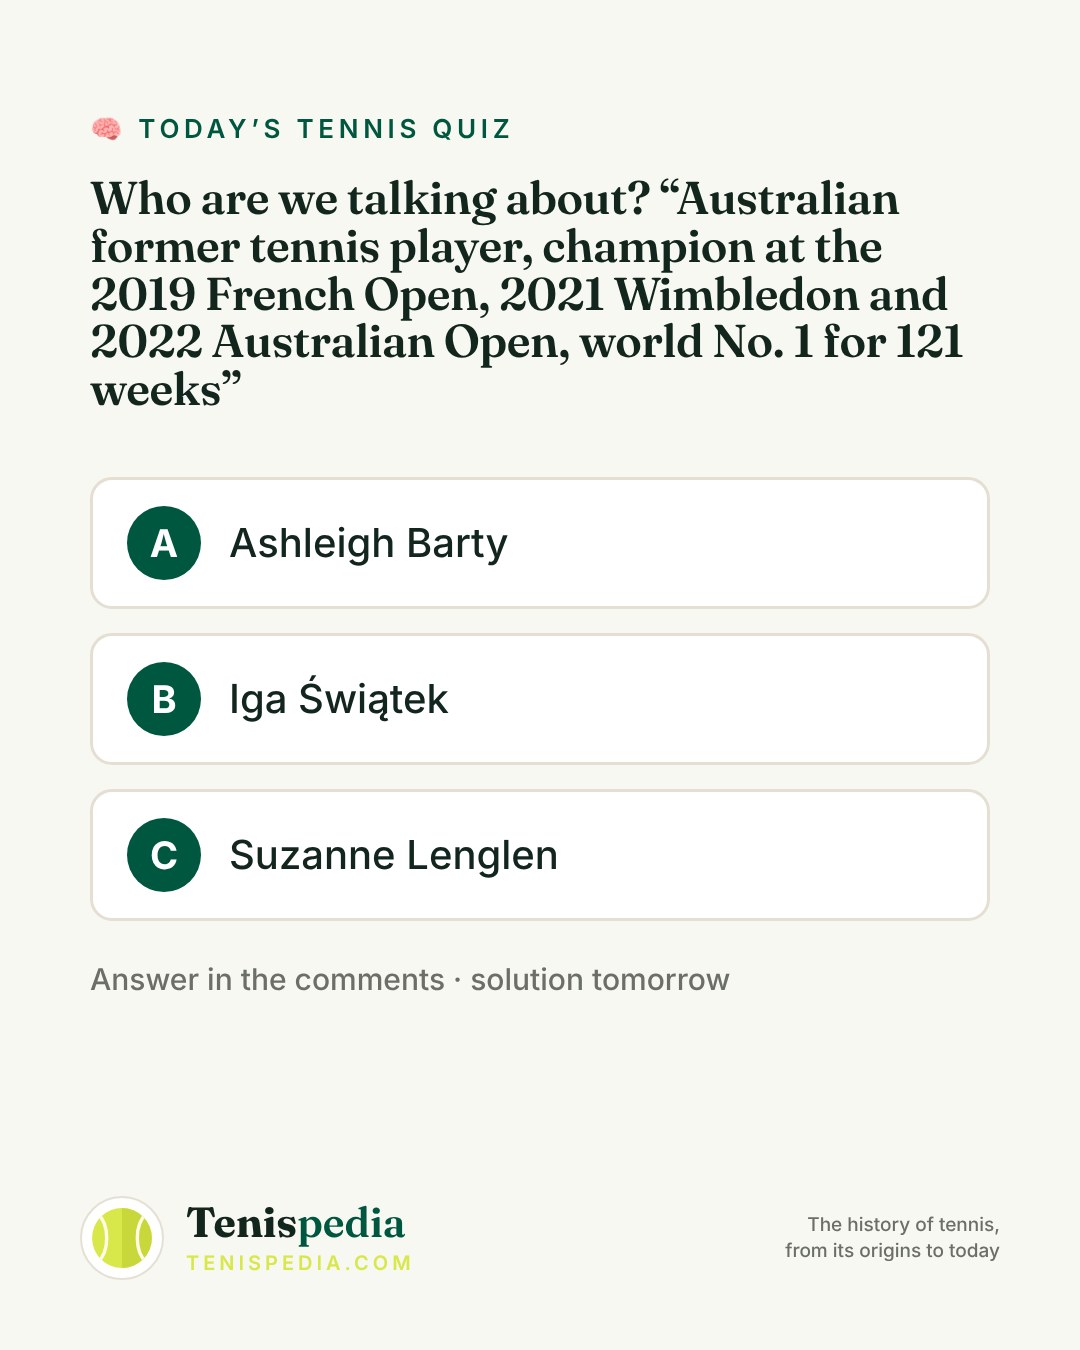 🧠 TODAY’S TENNIS QUIZ
Who are we talking about? “Australian
former tennis player, champion at the
2019 French Open, 2021 Wimbledon and
2022 Australian Open, world No. 1 for 121
weeks”
A Ashleigh Barty
B Iga Świątek
C Suzanne Lenglen
Answer in the comments · solution tomorrow
Tenispedia
TENISPEDIA.COM
The history of tennis,
from its origins to today